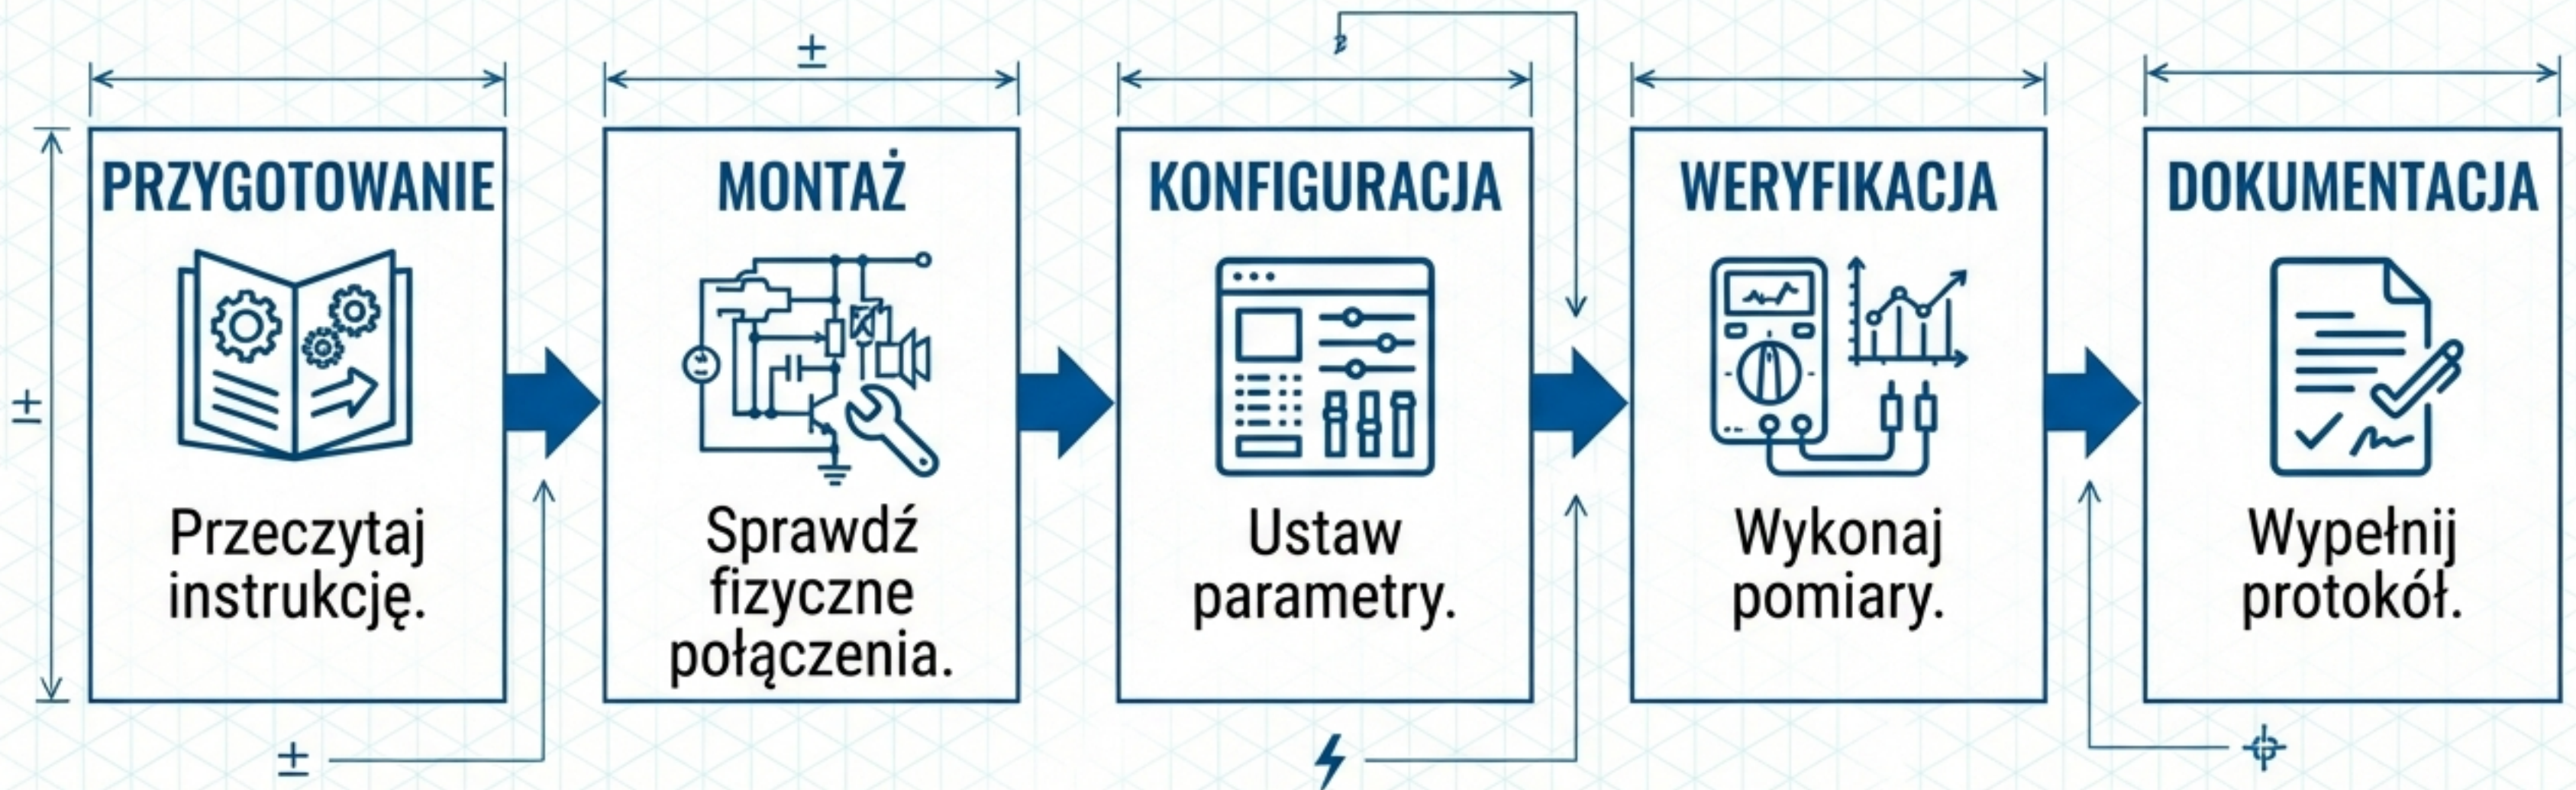 ±
PRZYGOTOWANIE
Przeczytaj
instrukcję.
MONTAŻ
Sprawdź
fizyczne
połączenia.
KONFIGURACJA
Ustaw
parametry.
WERYFIKACJA
Wykonaj
pomiary.
DOKUMENTACJA
Wypełnij
protokół.
±
±